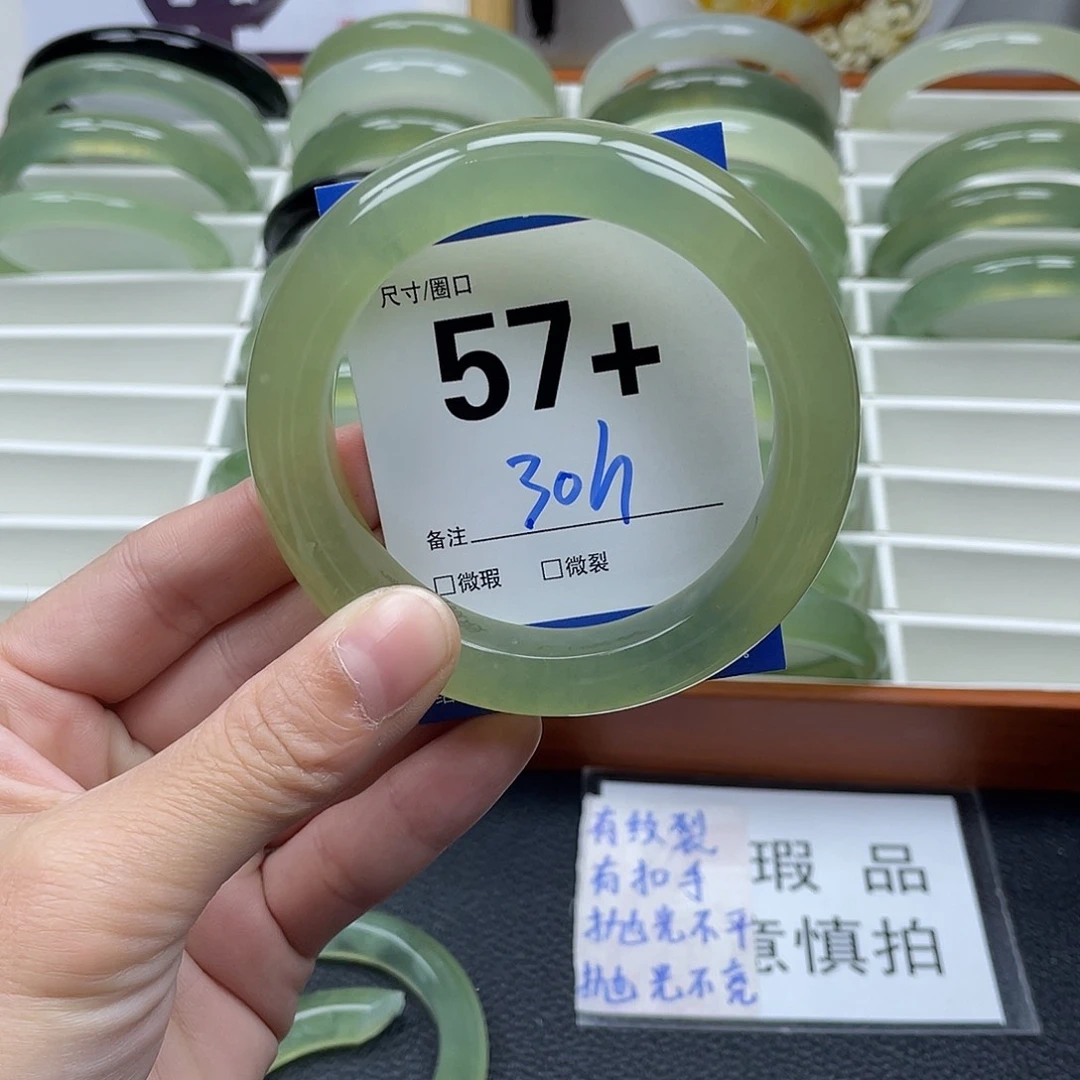 尺寸/圈口
57+
30h
备注
□微瑕 □微裂
有纹裂
有扣手
抛光不平
抛光不亮
瑕 品
意慎拍